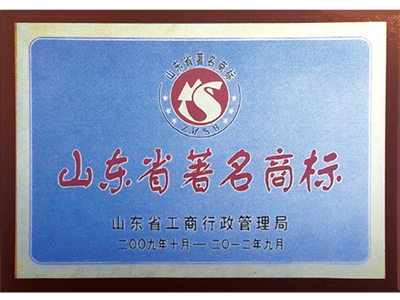 山东省著名商标
ZMSB
山东省著名商标
山东省工商行政管理局
二〇〇九年十月—二〇一二年九月